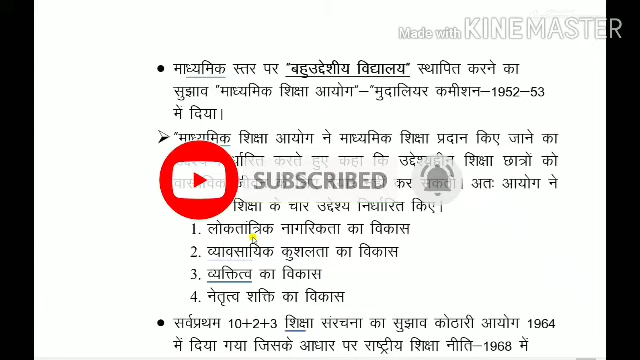 Made with KINEMASTER
• माध्यमिक स्तर पर "बहुउद्देशीय विद्यालय" स्थापित करने का
सुझाव "माध्यमिक शिक्षा आयोग"–"मुदालियर कमीशन–1952–53
में दिया।
➢ "माध्यमिक शिक्षा आयोग ने माध्यमिक शिक्षा प्रदान किए जाने का
करते हुए कहा कि उद्देश्यहीन शिक्षा छात्रों को
SUBSCRIBED
कर सकती। अतः आयोग ने
शिक्षा के चार उद्देश्य निर्धारित किए।
1. लोकतांत्रिक नागरिकता का विकास
2. व्यावसायिक कुशलता का विकास
3. व्यक्तित्व का विकास
4. नेतृत्व शक्ति का विकास
• सर्वप्रथम 10+2+3 शिक्षा संरचना का सुझाव कोठारी आयोग 1964
में दिया गया जिसके आधार पर राष्ट्रीय शिक्षा नीति–1968 में